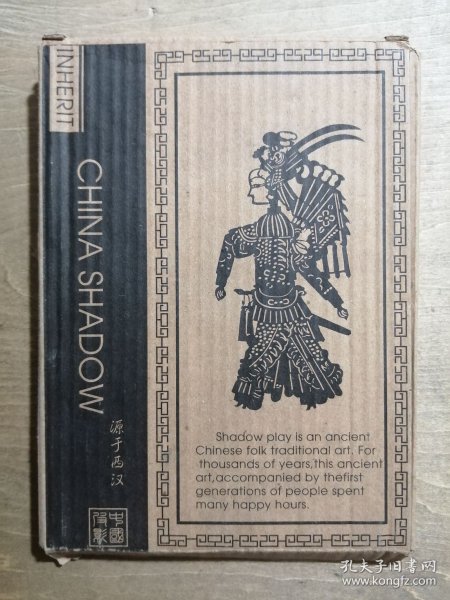 INHERIT
CHINA SHADOW
源于西汉
中國
皮影
Shadow play is an ancient
Chinese folk traditional art. For
thousands of years,this ancient
art,accompanied by thefirst
generations of people spent
many happy hours.
孔夫子旧书网
www.kongfz.com